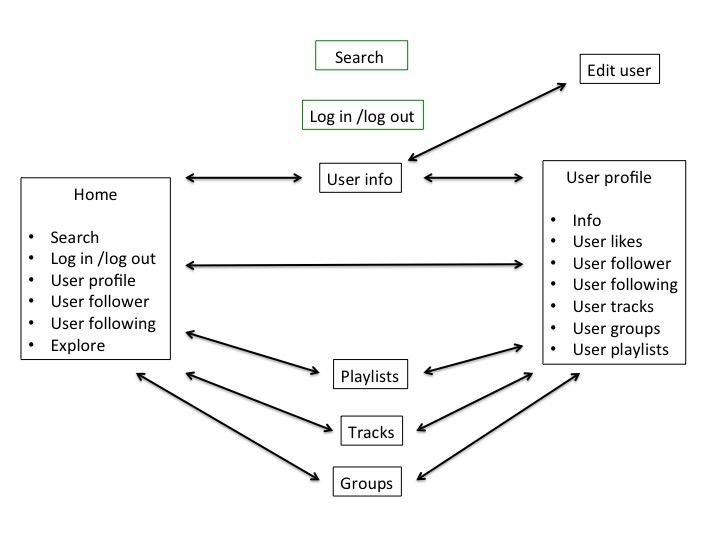 Search
Edit user
Log in /log out
User info
Home
• Search
• Log in /log out
• User profile
• User follower
• User following
• Explore
User profile
• Info
• User likes
• User follower
• User following
• User tracks
• User groups
• User playlists
Playlists
Tracks
Groups